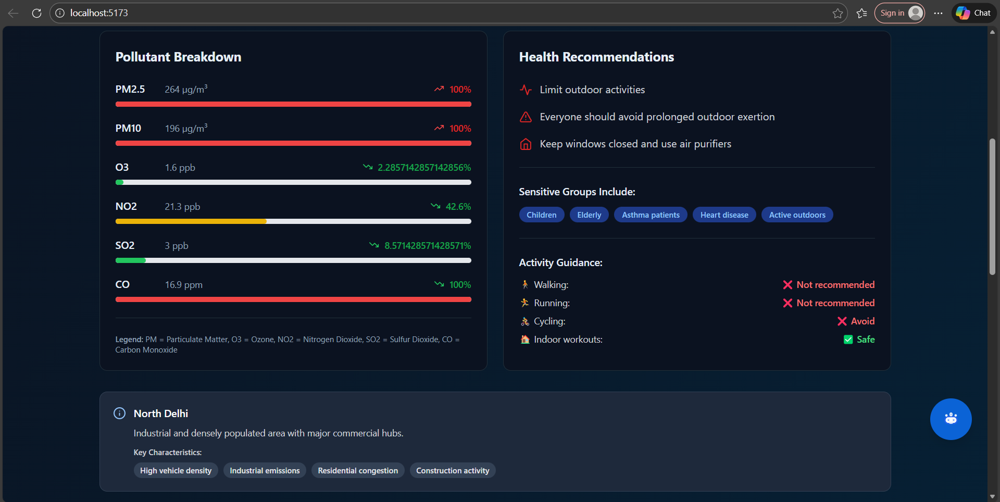 localhost:5173
Sign in
Chat
Pollutant Breakdown
PM2.5 264 µg/m³ 100%
PM10 196 µg/m³ 100%
O3 1.6 ppb 2.2857142857142856%
NO2 21.3 ppb 42.6%
SO2 3 ppb 8.571428571428571%
CO 16.9 ppm 100%
Legend: PM = Particulate Matter, O3 = Ozone, NO2 = Nitrogen Dioxide, SO2 = Sulfur Dioxide, CO =
Carbon Monoxide
Health Recommendations
Limit outdoor activities
Everyone should avoid prolonged outdoor exertion
Keep windows closed and use air purifiers
Sensitive Groups Include:
Children Elderly Asthma patients Heart disease Active outdoors
Activity Guidance:
🚶 Walking: ❌ Not recommended
🏃 Running: ❌ Not recommended
🚴 Cycling: ❌ Avoid
🏠 Indoor workouts: ✅ Safe
North Delhi
Industrial and densely populated area with major commercial hubs.
Key Characteristics:
High vehicle density Industrial emissions Residential congestion Construction activity